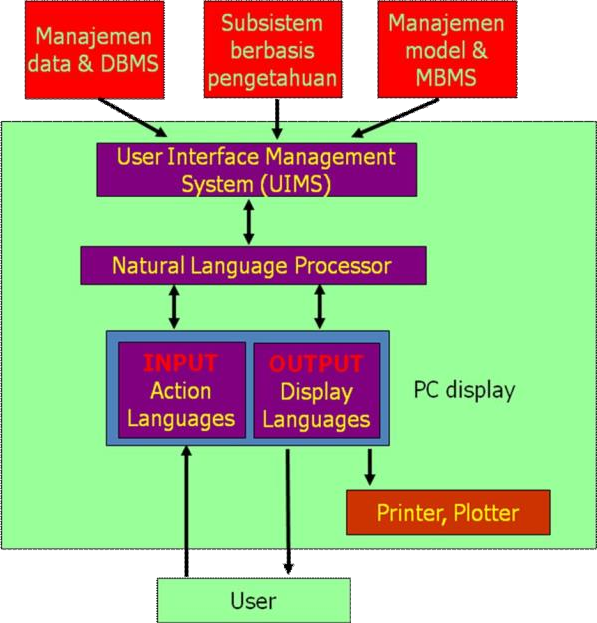 Manajemen
data & DBMS
Subsistem
berbasis
pengetahuan
Manajemen
model &
MBMS
User Interface Management
System (UIMS)
Natural Language Processor
INPUT
Action
Languages
OUTPUT
Display
Languages
PC display
Printer, Plotter
User